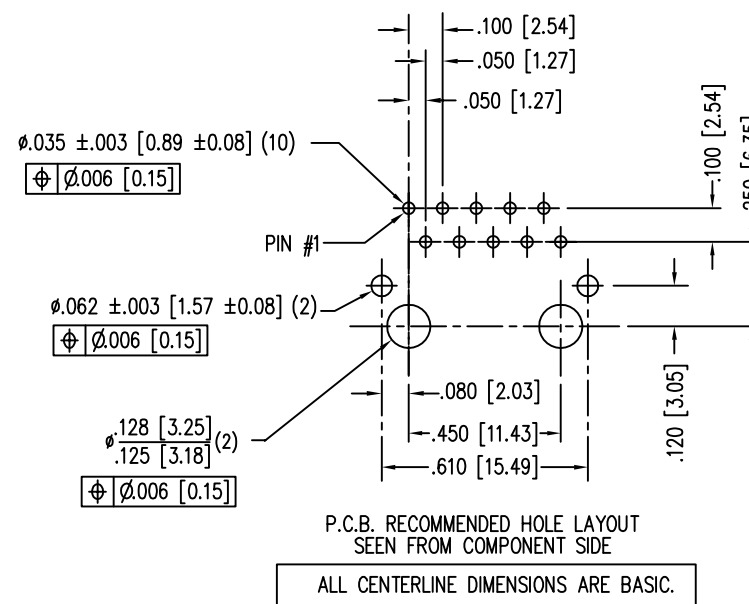 .100 [2.54]
.050 [1.27]
.050 [1.27]
ø.035 ±.003 [0.89 ±0.08] (10)
⌖ Ø.006 [0.15]
.100 [2.54]
PIN #1
ø.062 ±.003 [1.57 ±0.08] (2)
⌖ Ø.006 [0.15]
.080 [2.03]
.120 [3.05]
ø .128 [3.25]
.125 [3.18] (2)
.450 [11.43]
.610 [15.49]
⌖ Ø.006 [0.15]
P.C.B. RECOMMENDED HOLE LAYOUT
SEEN FROM COMPONENT SIDE
ALL CENTERLINE DIMENSIONS ARE BASIC.